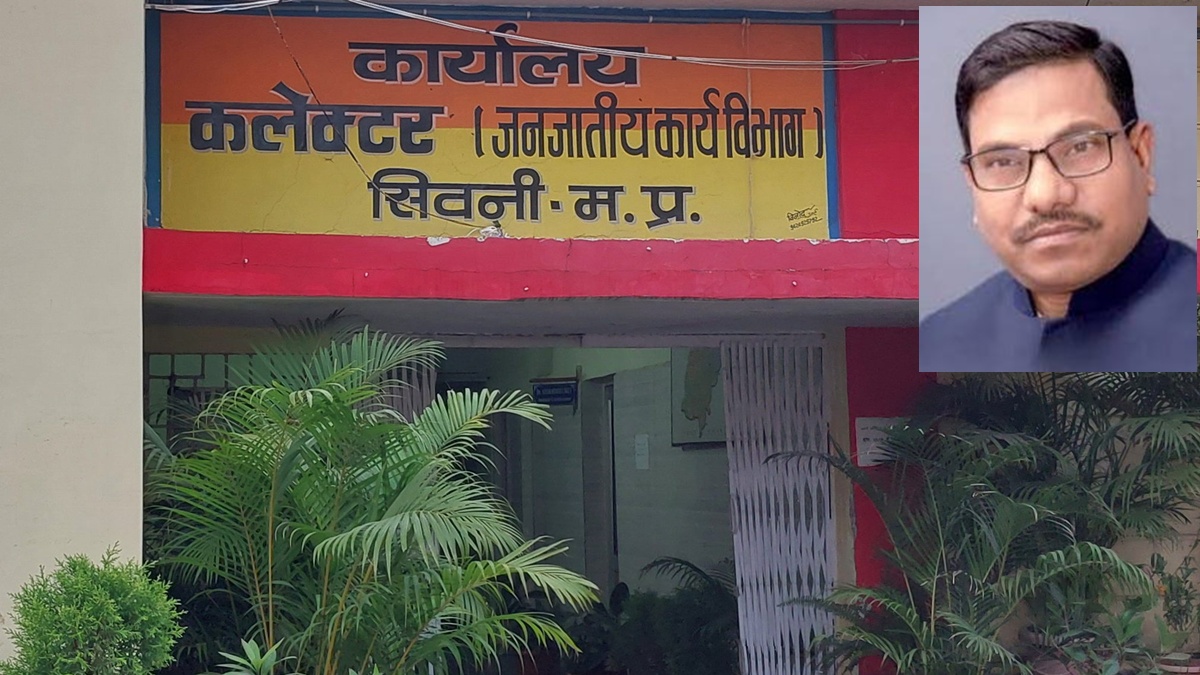 कार्यालय
कलेक्टर (जनजातीय कार्य विभाग)
सिवनी · म. प्र.